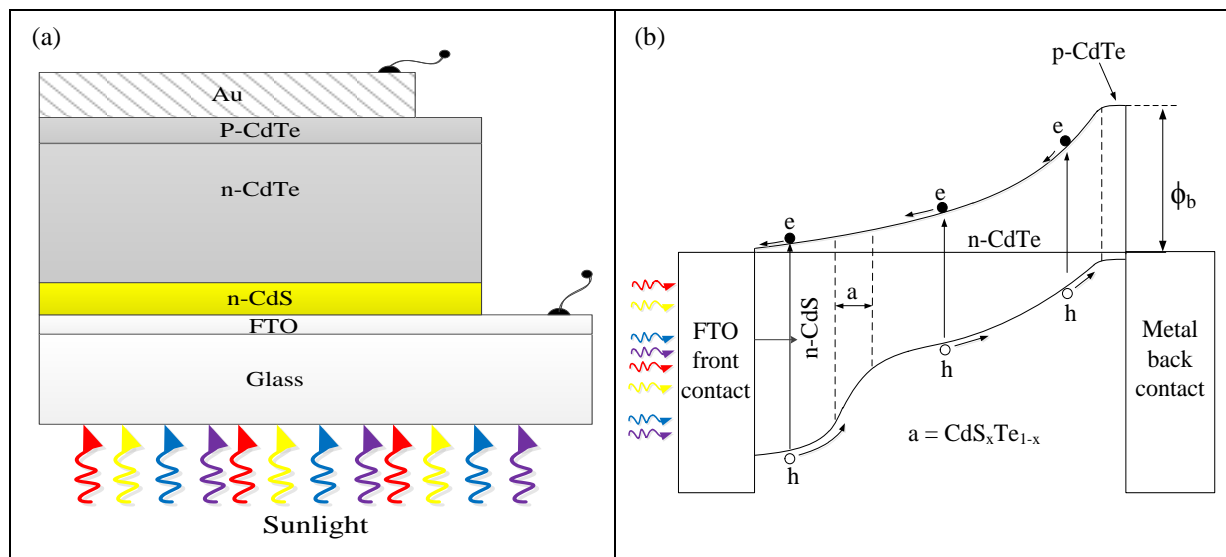 (a)
Au
P-CdTe
n-CdTe
n-CdS
FTO
Glass
Sunlight
(b)
p-CdTe
e
e
e
ϕb
n-CdTe
a
n-CdS
h
h
h
FTO
front
contact
Metal
back
contact
a = CdSxTe1-x